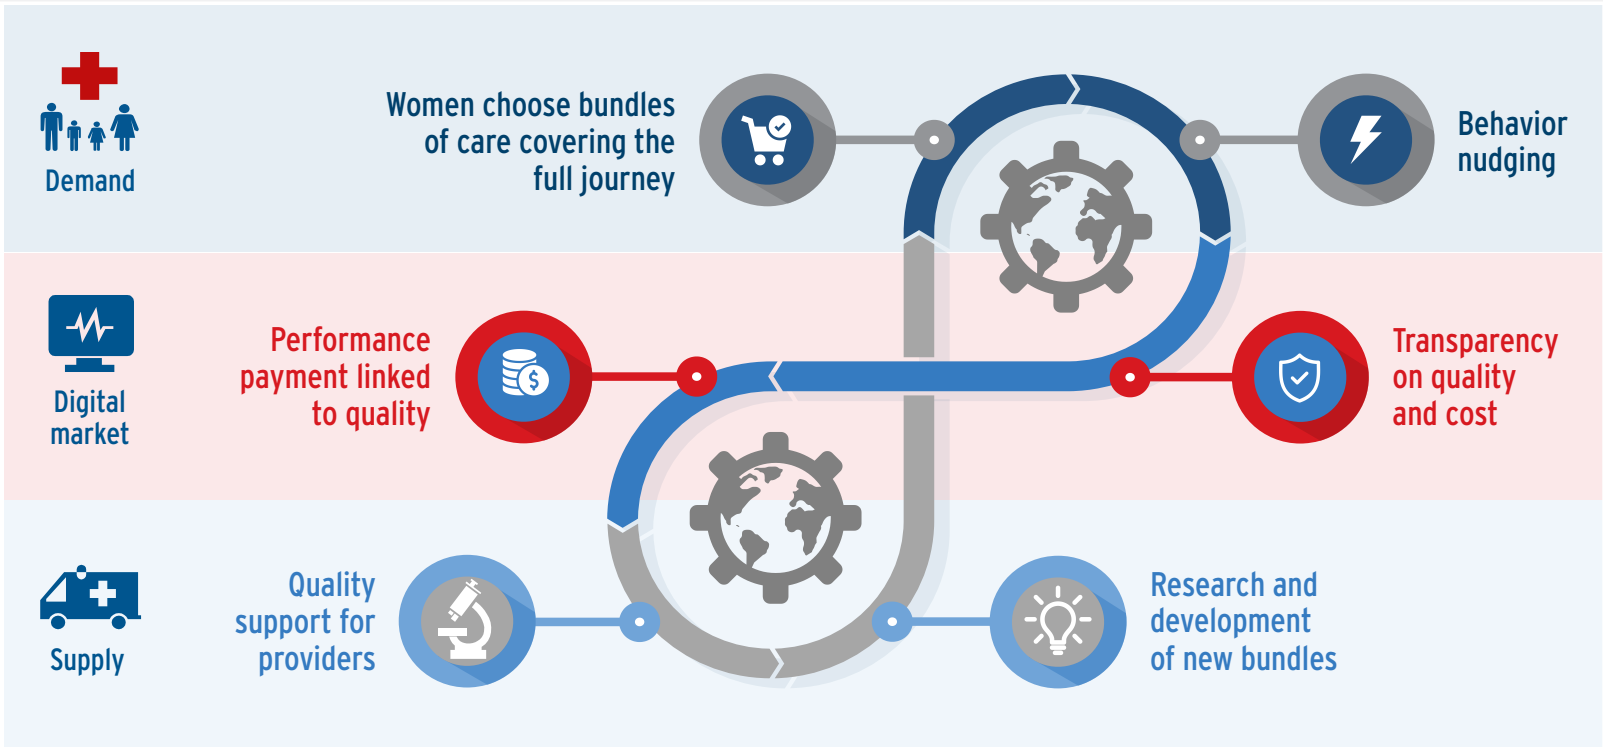 Demand
Women choose bundles
of care covering the
full journey
Behavior
nudging
Digital
market
Performance
payment linked
to quality
$
Transparency
on quality
and cost
Supply
Quality
support for
providers
Research and
development
of new bundles